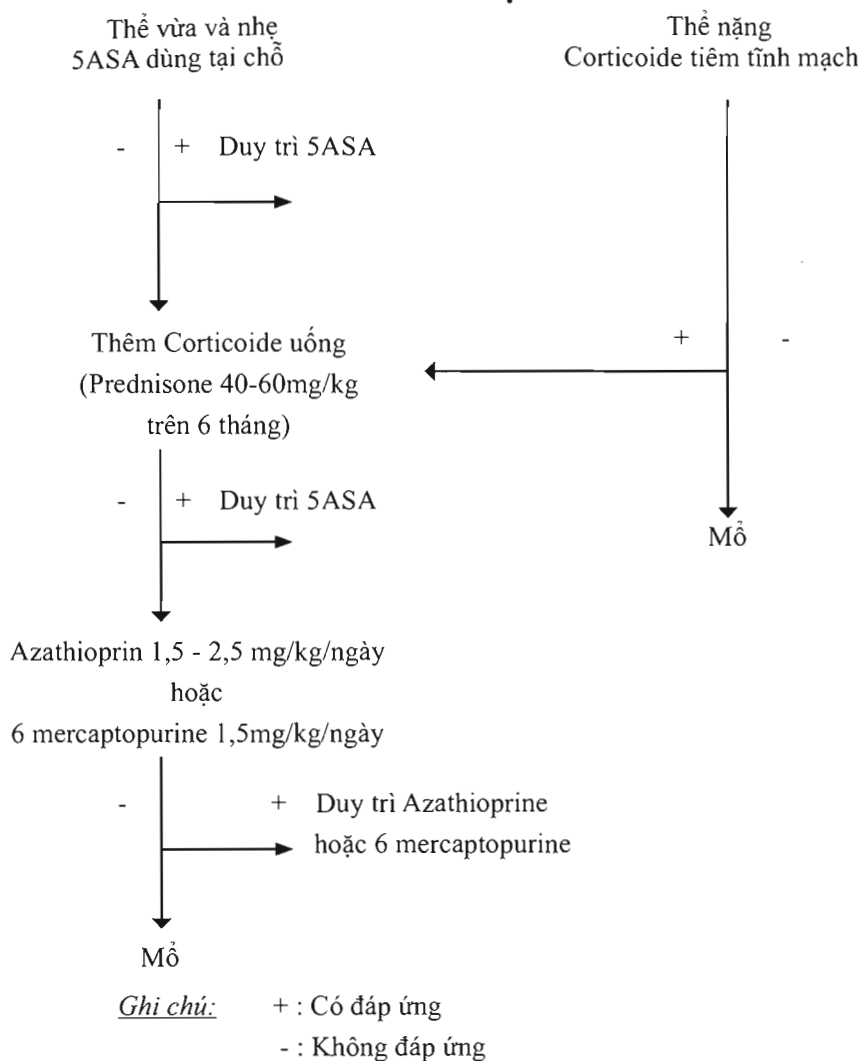 Thể vừa và nhẹ
5ASA dùng tại chỗ
Thể nặng
Corticoide tiêm tĩnh mạch
- + Duy trì 5ASA
Thêm Corticoide uống
(Prednisone 40-60mg/kg
trên 6 tháng)
+ -
- + Duy trì 5ASA
Mổ
Azathioprin 1,5 - 2,5 mg/kg/ngày
hoặc
6 mercaptopurine 1,5mg/kg/ngày
- + Duy trì Azathioprine
hoặc 6 mercaptopurine
Mổ
Ghi chú: + : Có đáp ứng
- : Không đáp ứng